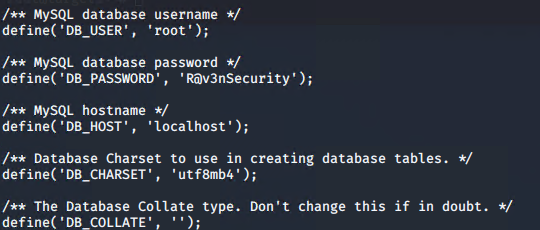 /** MySQL database username */
define('DB_USER', 'root');
/** MySQL database password */
define('DB_PASSWORD', 'R@v3nSecurity');
/** MySQL hostname */
define('DB_HOST', 'localhost');
/** Database Charset to use in creating database tables. */
define('DB_CHARSET', 'utf8mb4');
/** The Database Collate type. Don't change this if in doubt. */
define('DB_COLLATE', '');